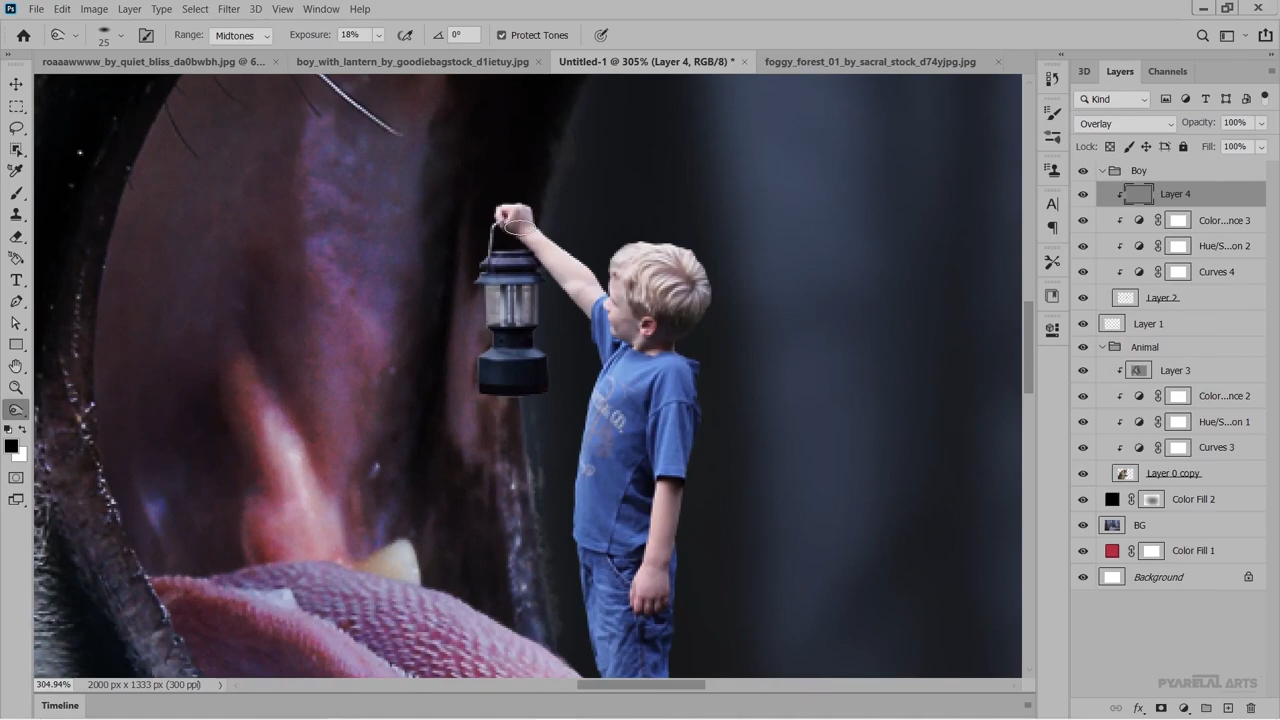 Ps File Edit Image Layer Type Select Filter 3D View Window Help
25 Range: Midtones Exposure: 18% 0° Protect Tones
roaaawwww_by_quiet_bliss_da0bwbh.jpg @ 6... × boy_with_lantern_by_goodiebagstock_d1ietuy.jpg × Untitled-1 @ 305% (Layer 4, RGB/8) * × foggy_forest_01_by_sacral_stock_d74yjpg.jpg ×
3D Layers Channels
Kind
Overlay Opacity: 100%
Lock: Fill: 100%
Boy
Layer 4
Color...nce 3
Hue/S...on 2
Curves 4
Layer 2
Layer 1
Animal
Layer 3
Color...nce 2
Hue/S...on 1
Curves 3
Layer 0 copy
Color Fill 2
BG
Color Fill 1
Background
PYARELAL ARTS
304.94% 2000 px x 1333 px (300 ppi)
Timeline